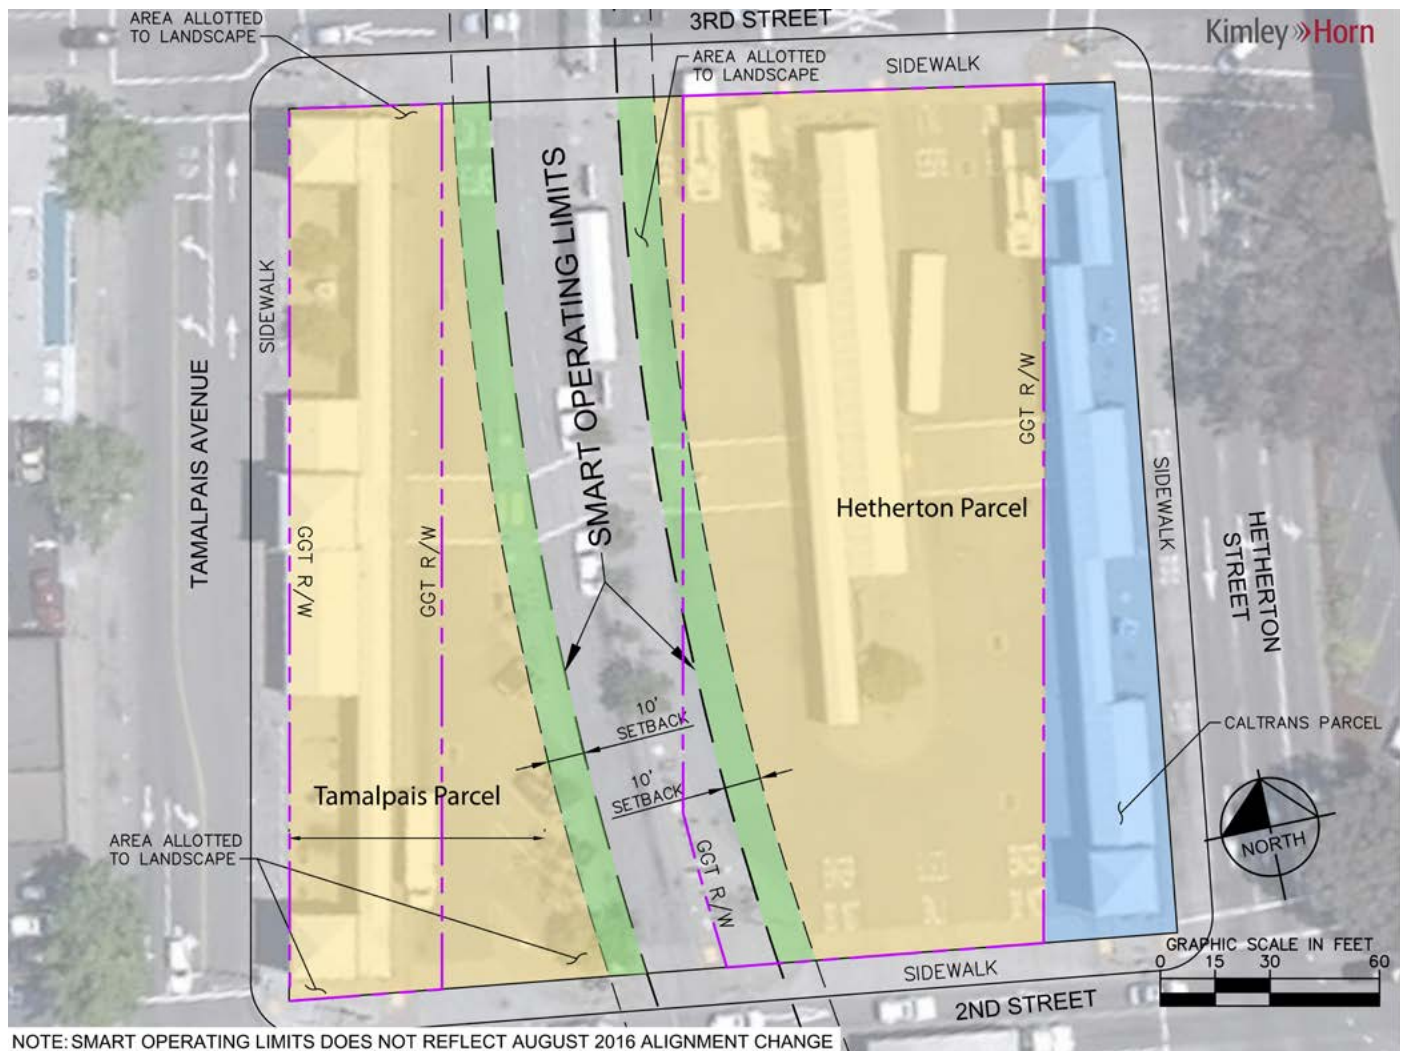 AREA ALLOTTED
TO LANDSCAPE
3RD STREET
Kimley»Horn
AREA ALLOTTED
TO LANDSCAPE
SIDEWALK
SIDEWALK
TAMALPAIS AVENUE
SMART OPERATING LIMITS
GGT R/W
GGT R/W
GGT R/W
Hetherton Parcel
SIDEWALK
HETHERTON
STREET
10'
SETBACK
10'
SETBACK
CALTRANS PARCEL
Tamalpais Parcel
AREA ALLOTTED
TO LANDSCAPE
GGT R/W
NORTH
GRAPHIC SCALE IN FEET
0 15 30 60
SIDEWALK
2ND STREET
NOTE: SMART OPERATING LIMITS DOES NOT REFLECT AUGUST 2016 ALIGNMENT CHANGE